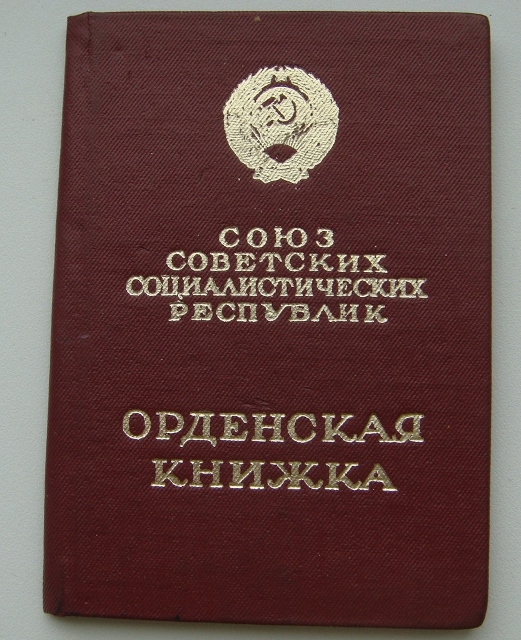 СОЮЗ
СОВЕТСКИХ
СОЦИАЛИСТИЧЕСКИХ
РЕСПУБЛИК
ОРДЕНСКАЯ
КНИЖКА